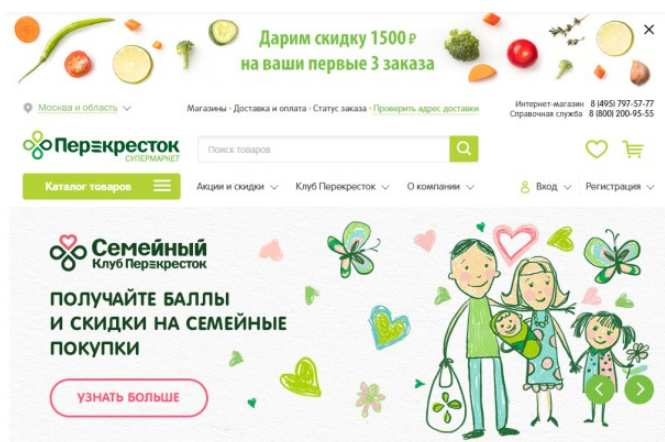 Дарим скидку 1500 ₽
на ваши первые 3 заказа
Москва и область
Магазины · Доставка и оплата · Статус заказа · Проверить адрес доставки
Интернет-магазин 8 (495) 797-57-77
Справочная служба 8 (800) 200-95-55
Перекресток
СУПЕРМАРКЕТ
Поиск товаров
Каталог товаров
Акции и скидки
Клуб Перекресток
О компании
Вход
Регистрация
Семейный
Клуб Перекресток
ПОЛУЧАЙТЕ БАЛЛЫ
И СКИДКИ НА СЕМЕЙНЫЕ
ПОКУПКИ
УЗНАТЬ БОЛЬШЕ